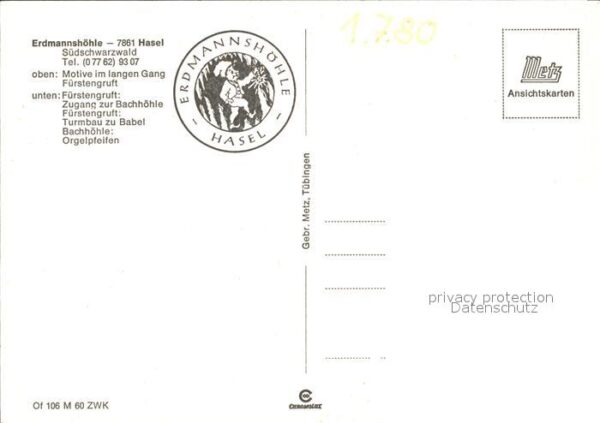 Erdmannshöhle – 7861 Hasel
Südschwarzwald
Tel. (0 77 62) 93 07
oben: Motive im langen Gang
Fürstengruft
unten: Fürstengruft:
Zugang zur Bachhöhle
Fürstengruft:
Turmbau zu Babel
Bachhöhle:
Orgelpfeifen
ERDMANNSHÖHLE
– HASEL –
1.780
Metz
Ansichtskarten
Gebr. Metz, Tübingen
privacy protection
Datenschutz
Of 106 M 60 ZWK
CHROMOLUX